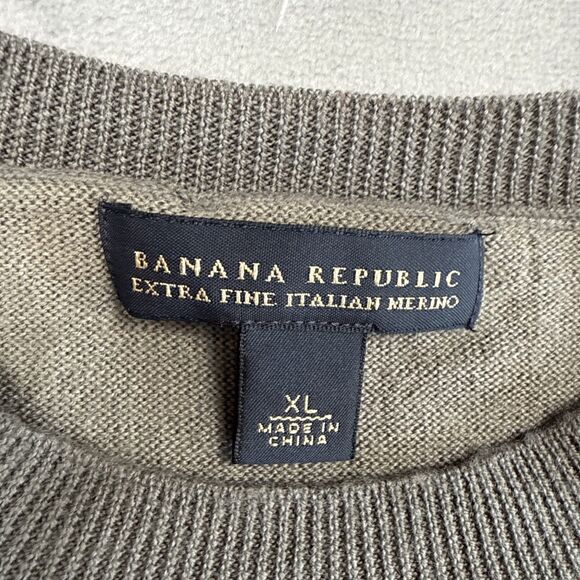 BANANA REPUBLIC
EXTRA FINE ITALIAN MERINO
XL
MADE IN
CHINA